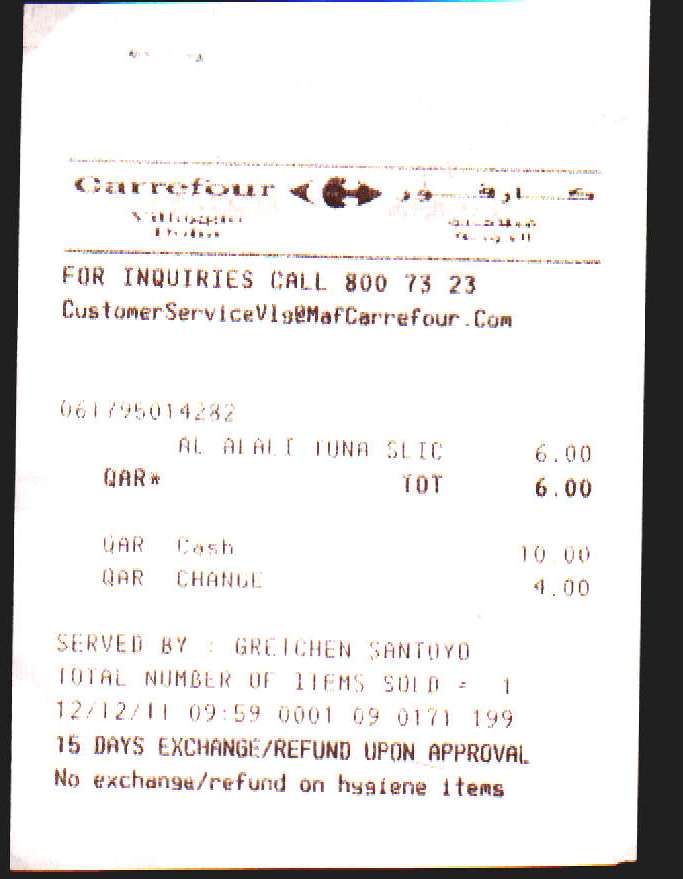 Carrefour كارفور
Villaggio
Doha
FOR INQUIRIES CALL 800 73 23
CustomerServiceVlg@MafCarrefour.Com
061795014282
AL ALALI TUNA SLIC 6.00
QAR* TOT 6.00
QAR Cash 10.00
QAR CHANGE 4.00
SERVED BY : GRETCHEN SANTOYO
TOTAL NUMBER OF ITEMS SOLD = 1
12/12/11 09:59 0001 09 0171 199
15 DAYS EXCHANGE/REFUND UPON APPROVAL
No exchange/refund on hygiene items